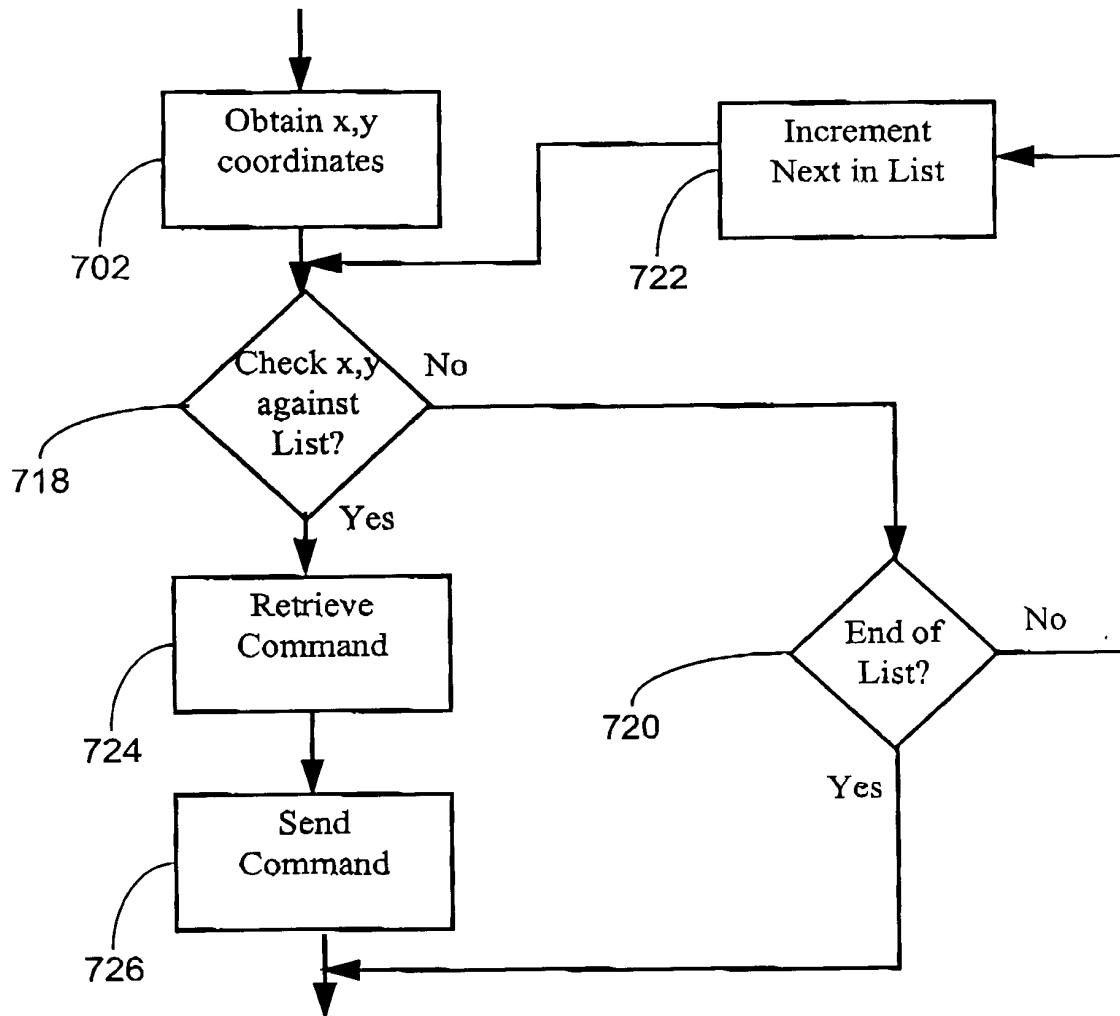 Obtain x,y
coordinates
702
Increment
Next in List
722
Check x,y
against
List?
No
718
Yes
Retrieve
Command
724
End of
List?
No
720
Yes
Send
Command
726